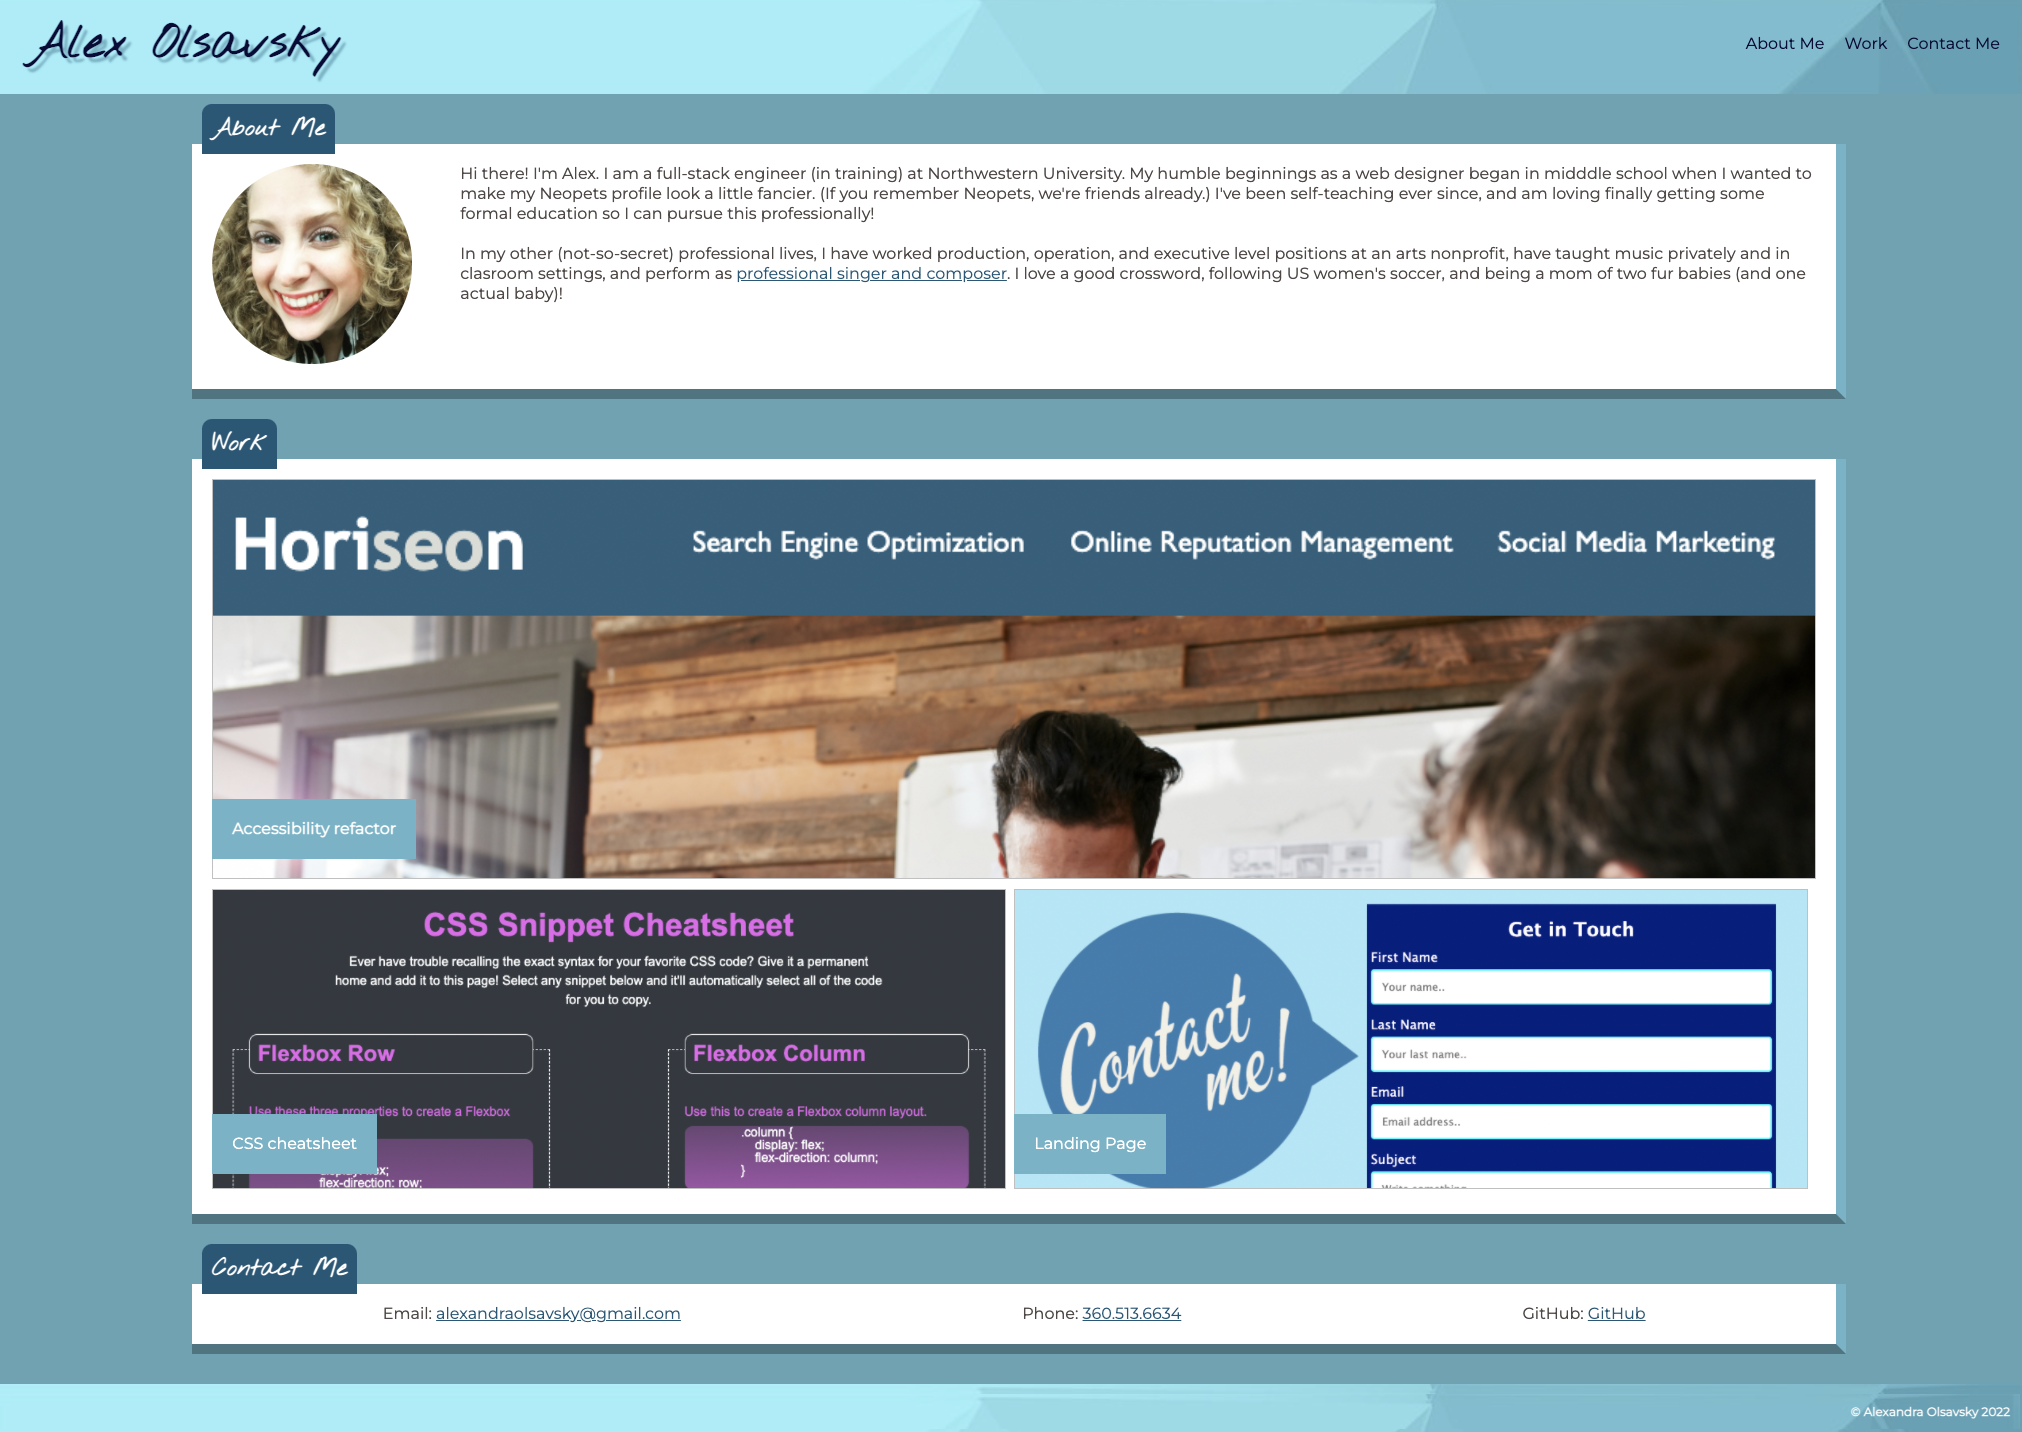 Alex Olsavsky
About Me Work Contact Me
About Me
Hi there! I'm Alex. I am a full-stack engineer (in training) at Northwestern University. My humble beginnings as a web designer began in midddle school when I wanted to
make my Neopets profile look a little fancier. (If you remember Neopets, we're friends already.) I've been self-teaching ever since, and am loving finally getting some
formal education so I can pursue this professionally!
In my other (not-so-secret) professional lives, I have worked production, operation, and executive level positions at an arts nonprofit, have taught music privately and in
clasroom settings, and perform as professional singer and composer. I love a good crossword, following US women's soccer, and being a mom of two fur babies (and one
actual baby)!
Work
Horiseon
Search Engine Optimization Online Reputation Management Social Media Marketing
Accessibility refactor
CSS Snippet Cheatsheet
Ever have trouble recalling the exact syntax for your favorite CSS code? Give it a permanent
home and add it to this page! Select any snippet below and it'll automatically select all of the code
for you to copy.
Flexbox Row
Use these three properties to create a Flexbox
flex-direction: row;
CSS cheatsheet
Flexbox Column
Use this to create a Flexbox column layout.
.column {
display: flex;
flex-direction: column;
}
Contact
me!
Landing Page
Get in Touch
First Name
Your name..
Last Name
Your last name..
Email
Email address..
Subject
Contact Me
Email: alexandraolsavsky@gmail.com
Phone: 360.513.6634
GitHub: GitHub
© Alexandra Olsavsky 2022